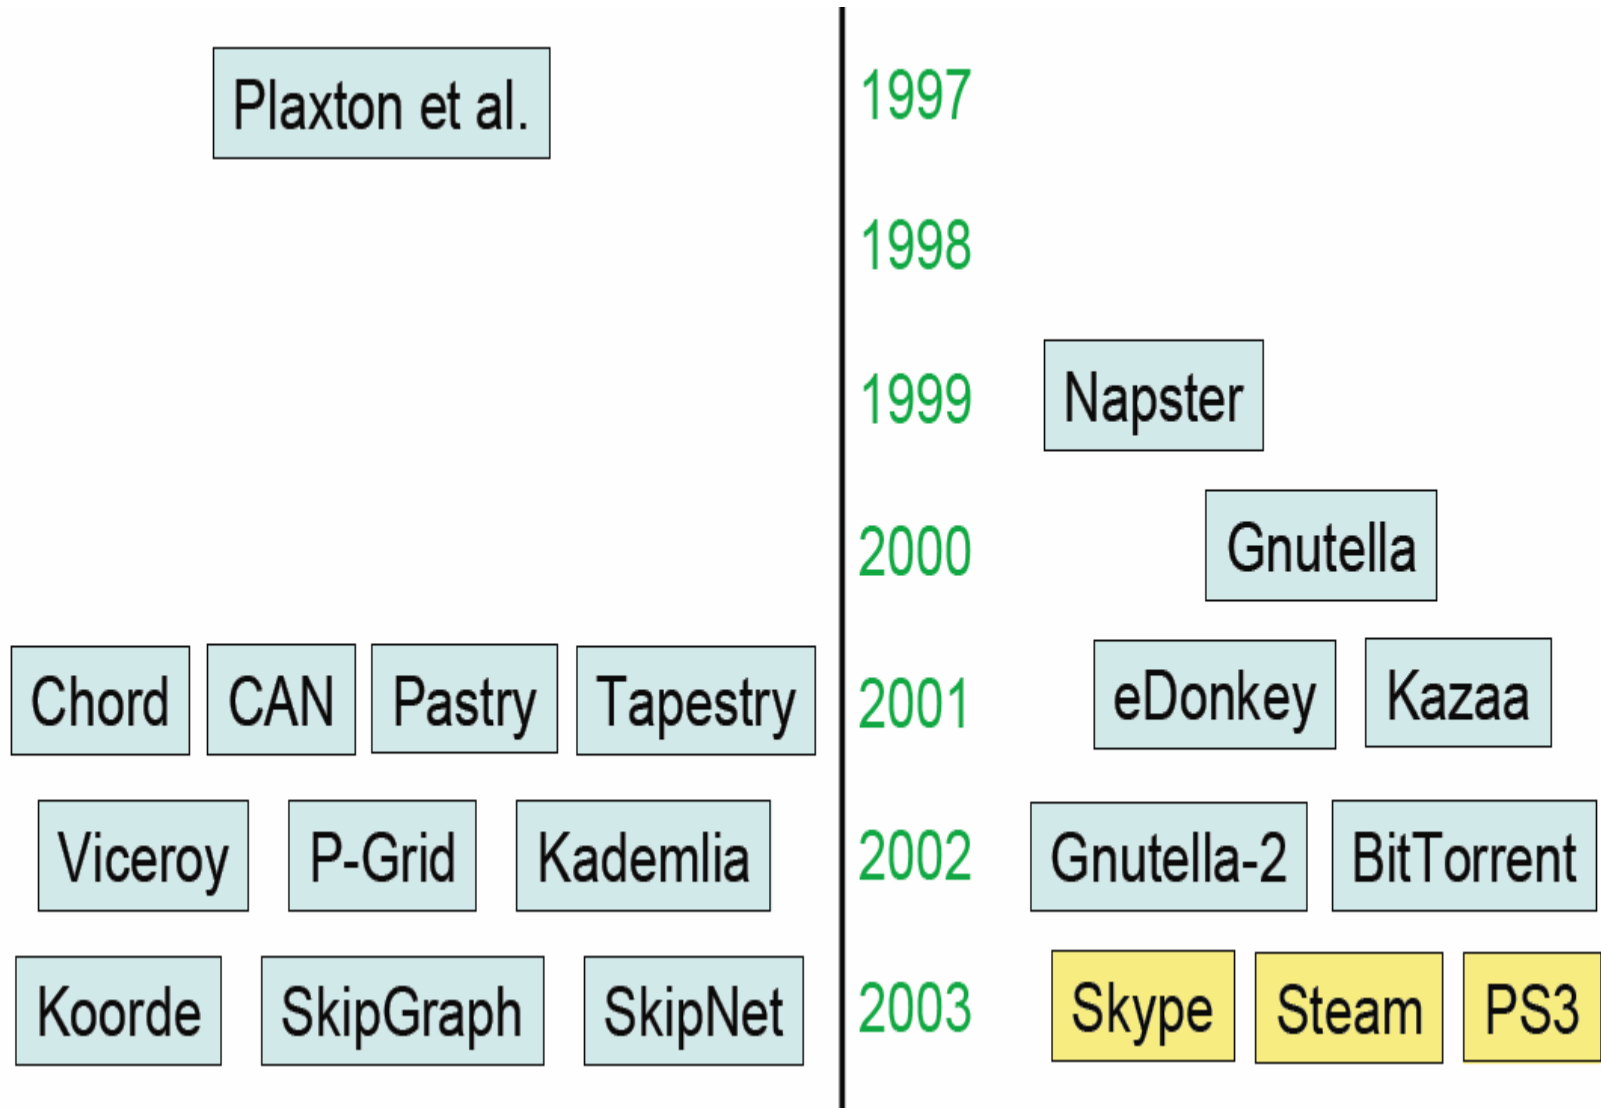 Plaxton et al. 1997
1998
1999 Napster
2000 Gnutella
Chord CAN Pastry Tapestry 2001 eDonkey Kazaa
Viceroy P-Grid Kademlia 2002 Gnutella-2 BitTorrent
Koorde SkipGraph SkipNet 2003 Skype Steam PS3